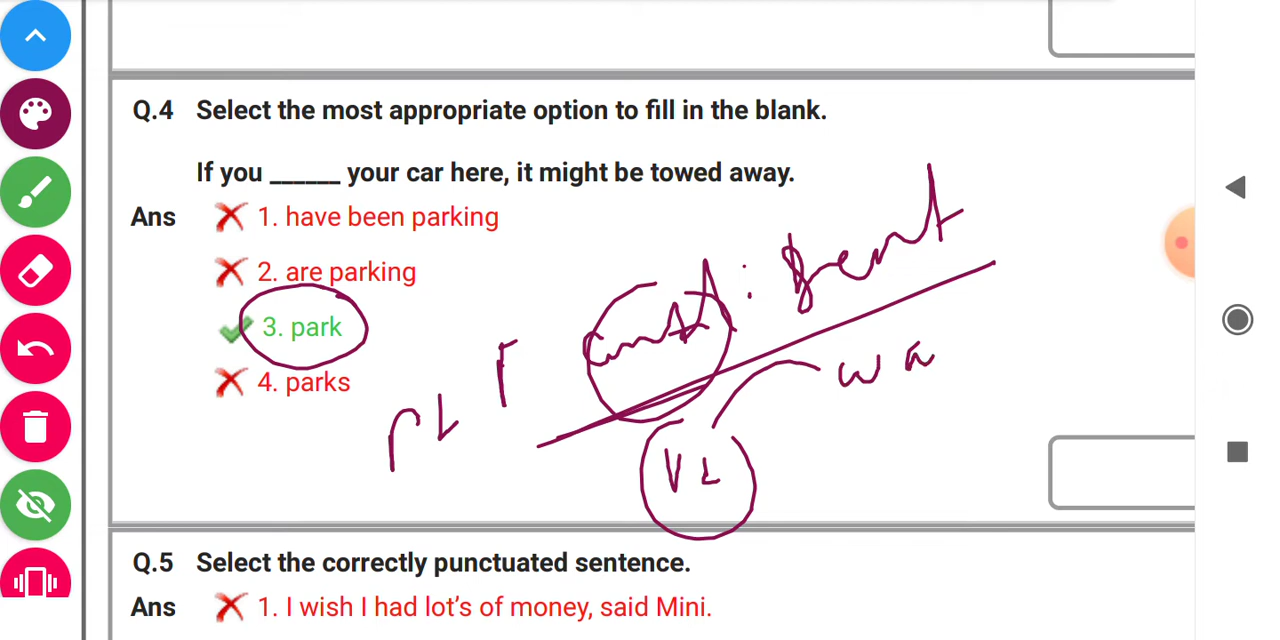 Q.4 Select the most appropriate option to fill in the blank.
If you ______ your car here, it might be towed away.
Ans 1. have been parking
2. are parking
3. park
4. parks
Q.5 Select the correctly punctuated sentence.
Ans 1. I wish I had lot's of money, said Mini.